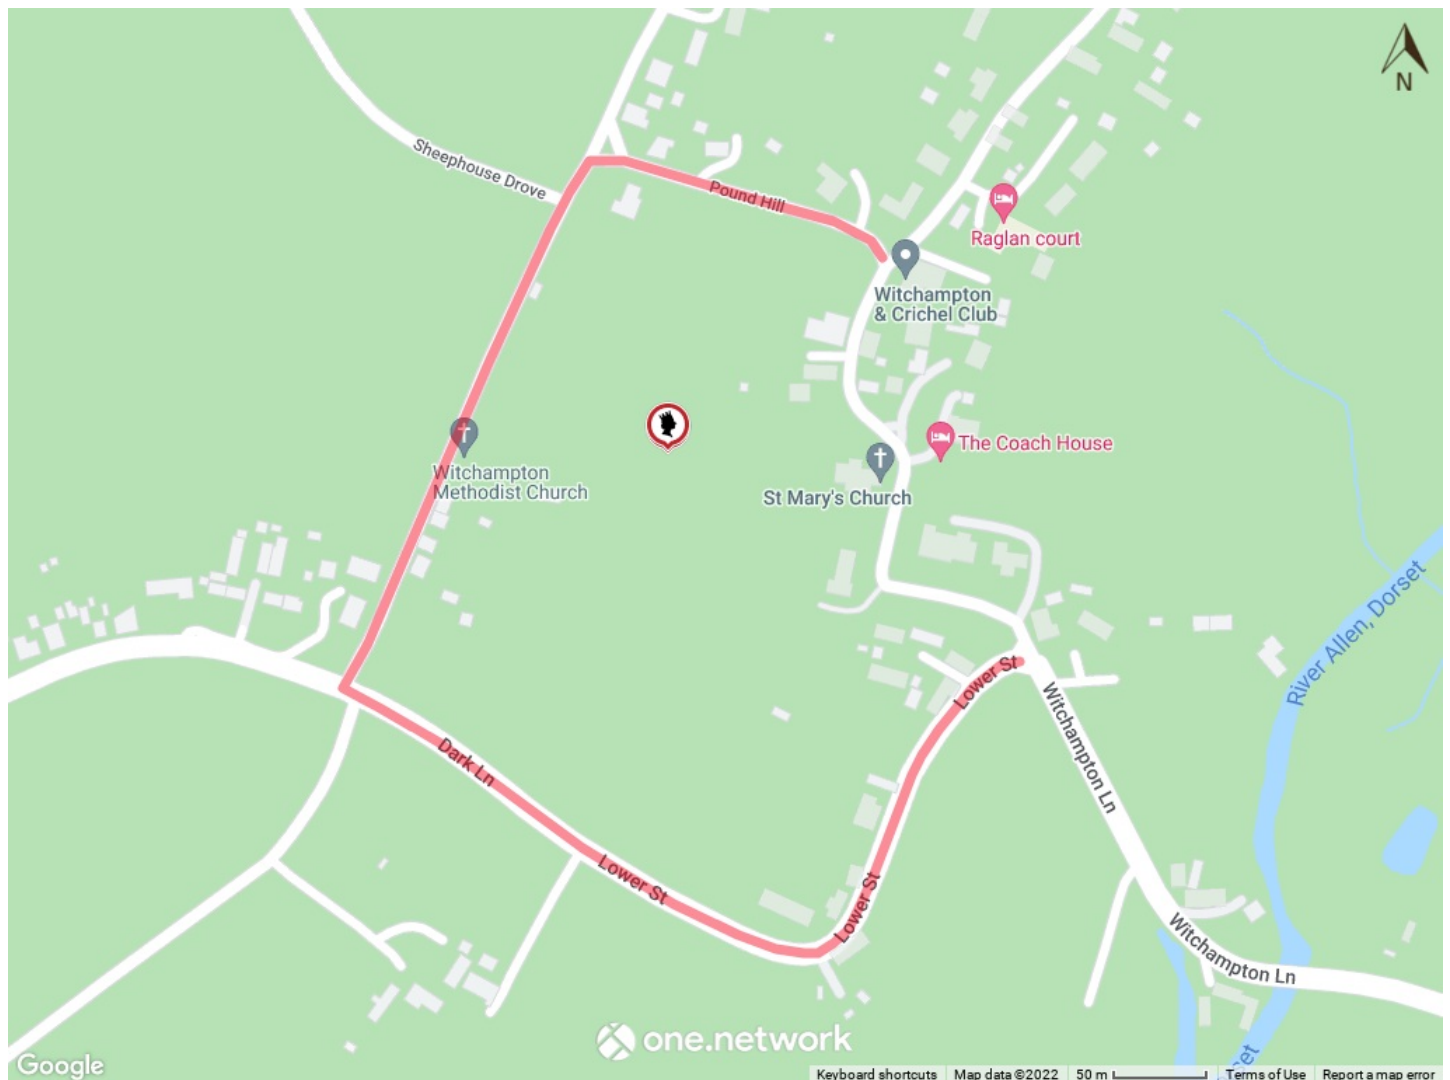 N
Sheephouse Drove
Pound Hill
Raglan court
Witchampton
& Crichel Club
The Coach House
Witchampton
Methodist Church
St Mary's Church
River Allen, Dorset
Lower St
Witchampton Ln
Dark Ln
Lower St
Lower St
Witchampton Ln
one.network
set
Google
Keyboard shortcuts
Map data ©2022
50 m
Terms of Use
Report a map error